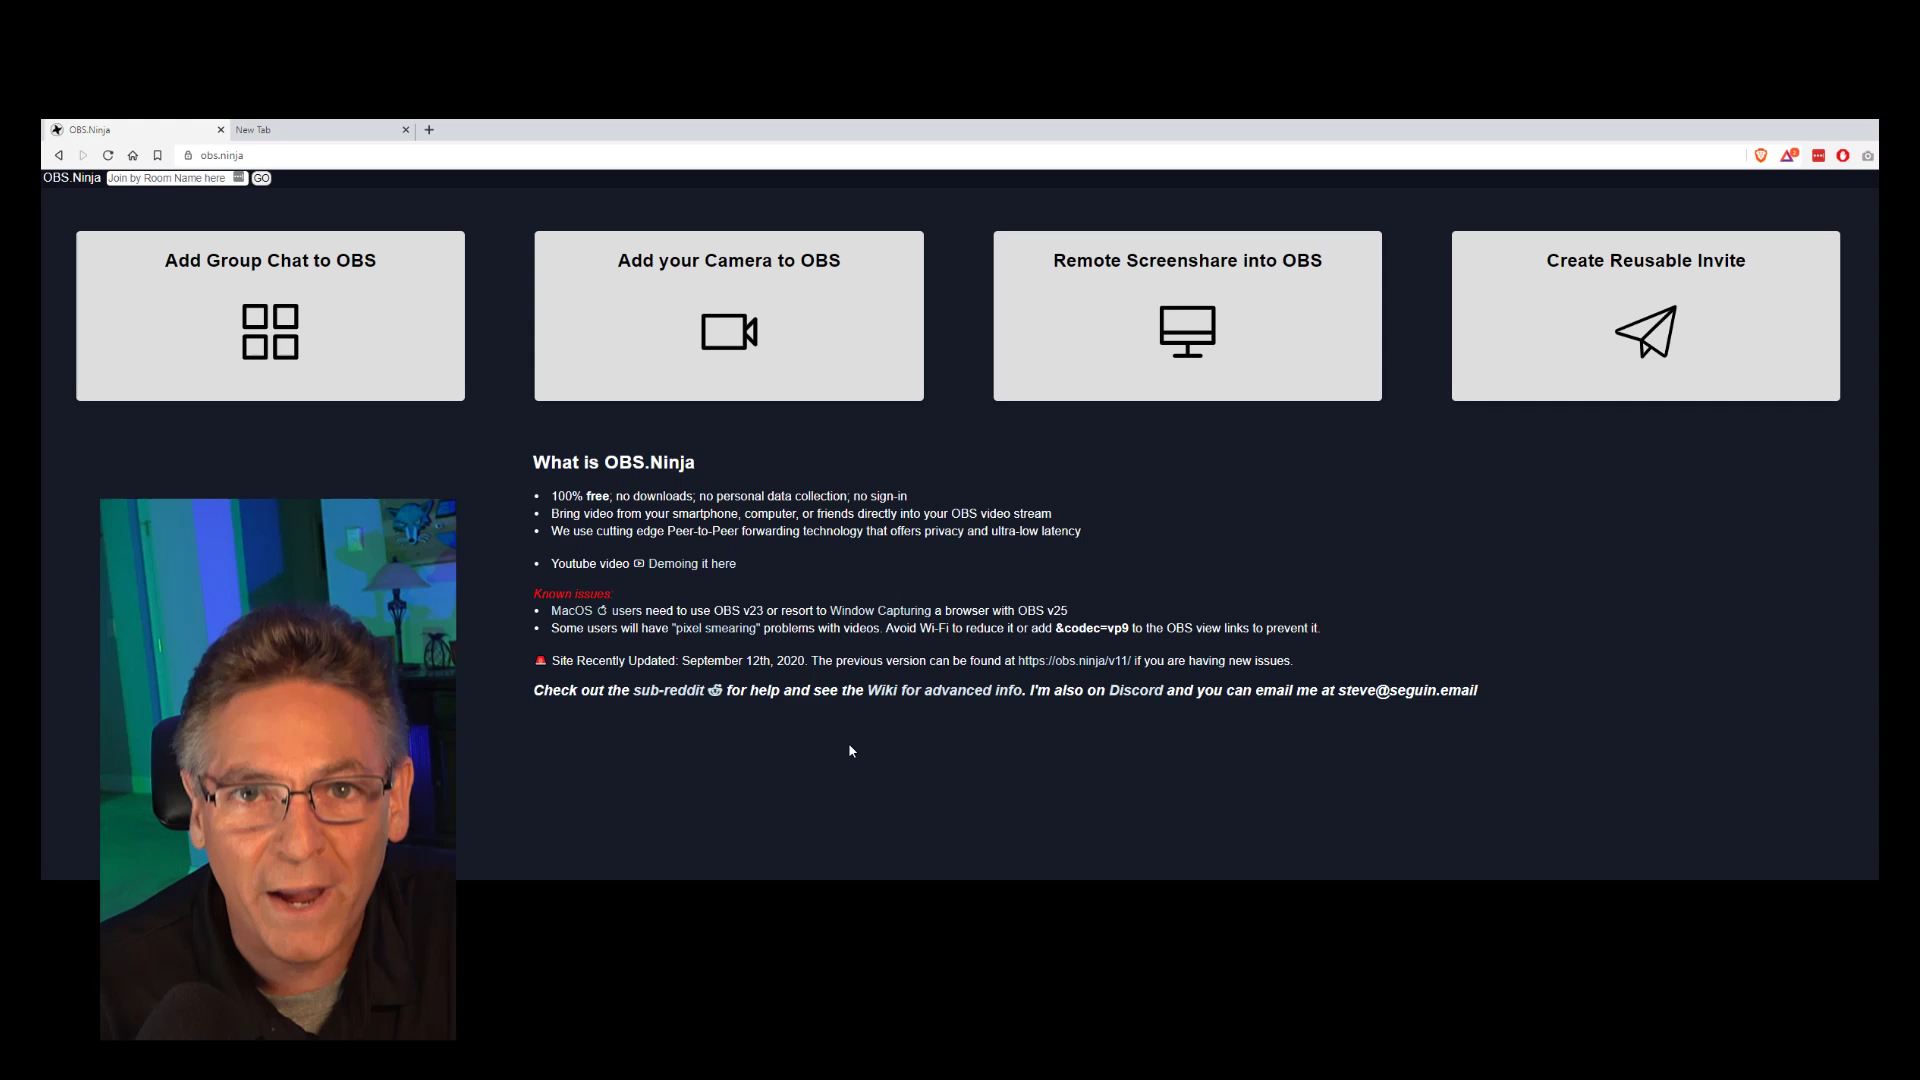 OBS.Ninja
New Tab
obs.ninja
2
OBS.Ninja Join by Room Name here GO
Add Group Chat to OBS
Add your Camera to OBS
Remote Screenshare into OBS
Create Reusable Invite
What is OBS.Ninja
• 100% free; no downloads; no personal data collection; no sign-in
• Bring video from your smartphone, computer, or friends directly into your OBS video stream
• We use cutting edge Peer-to-Peer forwarding technology that offers privacy and ultra-low latency
• Youtube video Demoing it here
Known issues:
• MacOS users need to use OBS v23 or resort to Window Capturing a browser with OBS v25
• Some users will have "pixel smearing" problems with videos. Avoid Wi-Fi to reduce it or add &codec=vp9 to the OBS view links to prevent it.
Site Recently Updated: September 12th, 2020. The previous version can be found at https://obs.ninja/v11/ if you are having new issues.
Check out the sub-reddit for help and see the Wiki for advanced info. I'm also on Discord and you can email me at steve@seguin.email